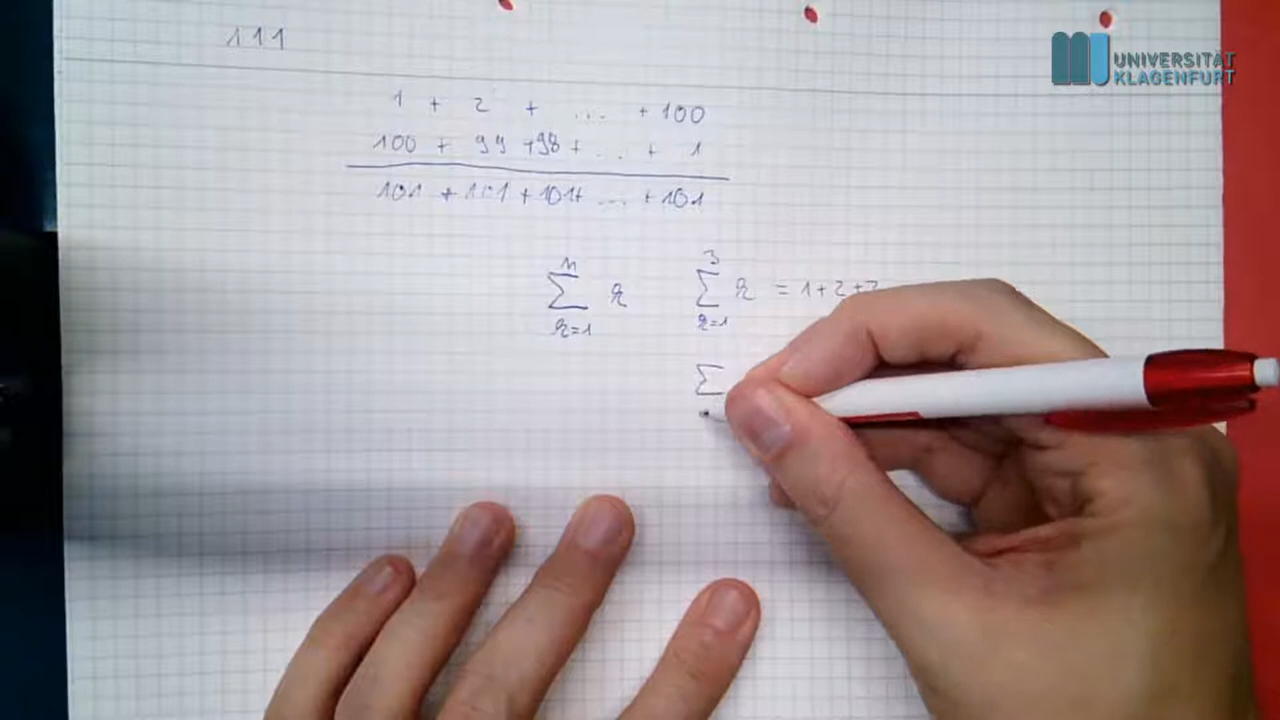 UNIVERSITÄT
KLAGENFURT
111
1 + 2 + ... + 100
100 + 99 + 98 + ... + 1
101 + 101 + 101 + ... + 101
n
∑ k
k=1
3
∑ k = 1+2+3
k=1
∑